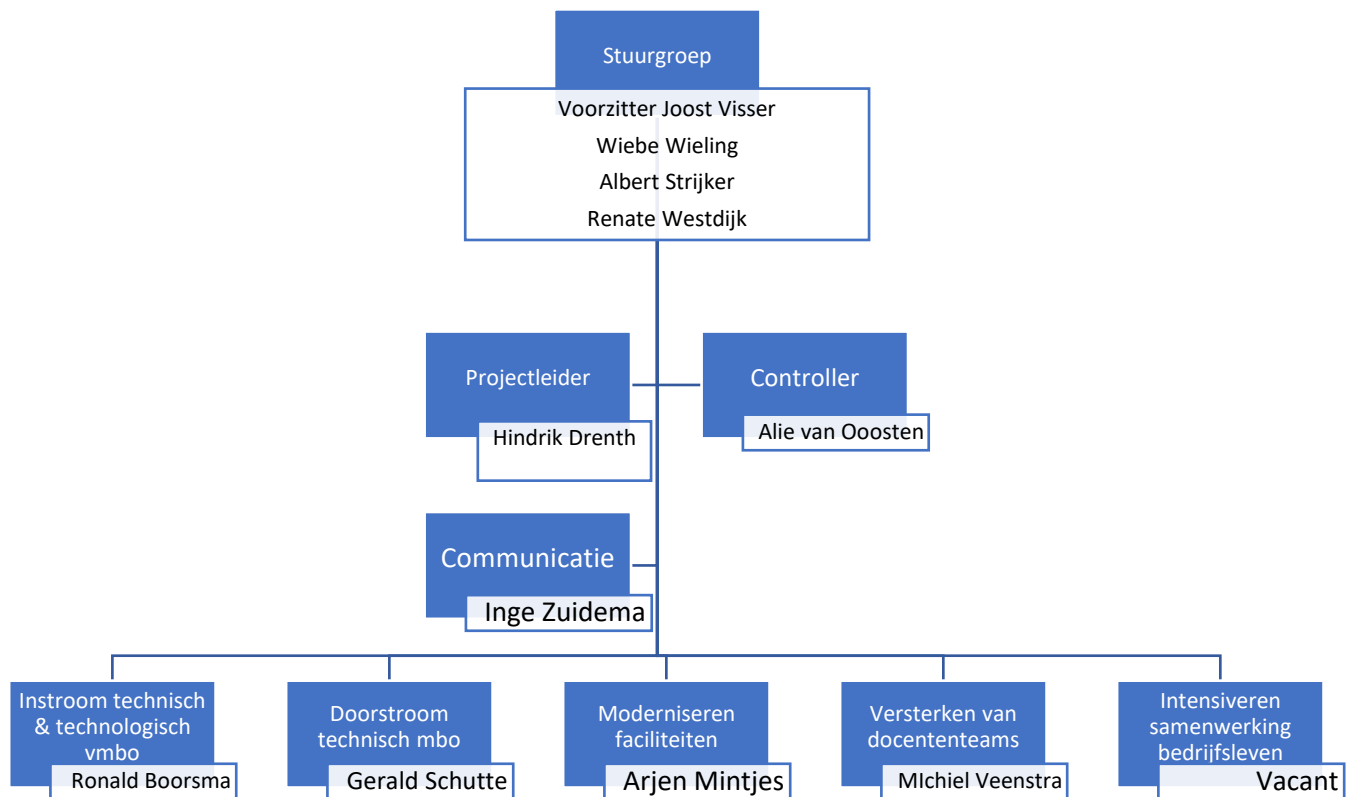 Stuurgroep
Voorzitter Joost Visser
Wiebe Wieling
Albert Strijker
Renate Westdijk
Projectleider
Hindrik Drenth
Controller
Alie van Ooosten
Communicatie
Inge Zuidema
Instroom technisch
& technologisch
vmbo
Ronald Boorsma
Doorstroom
technisch mbo
Gerald Schutte
Moderniseren
faciliteiten
Arjen Mintjes
Versterken van
docententeams
MIchiel Veenstra
Intensiveren
samenwerking
bedrijfsleven
Vacant